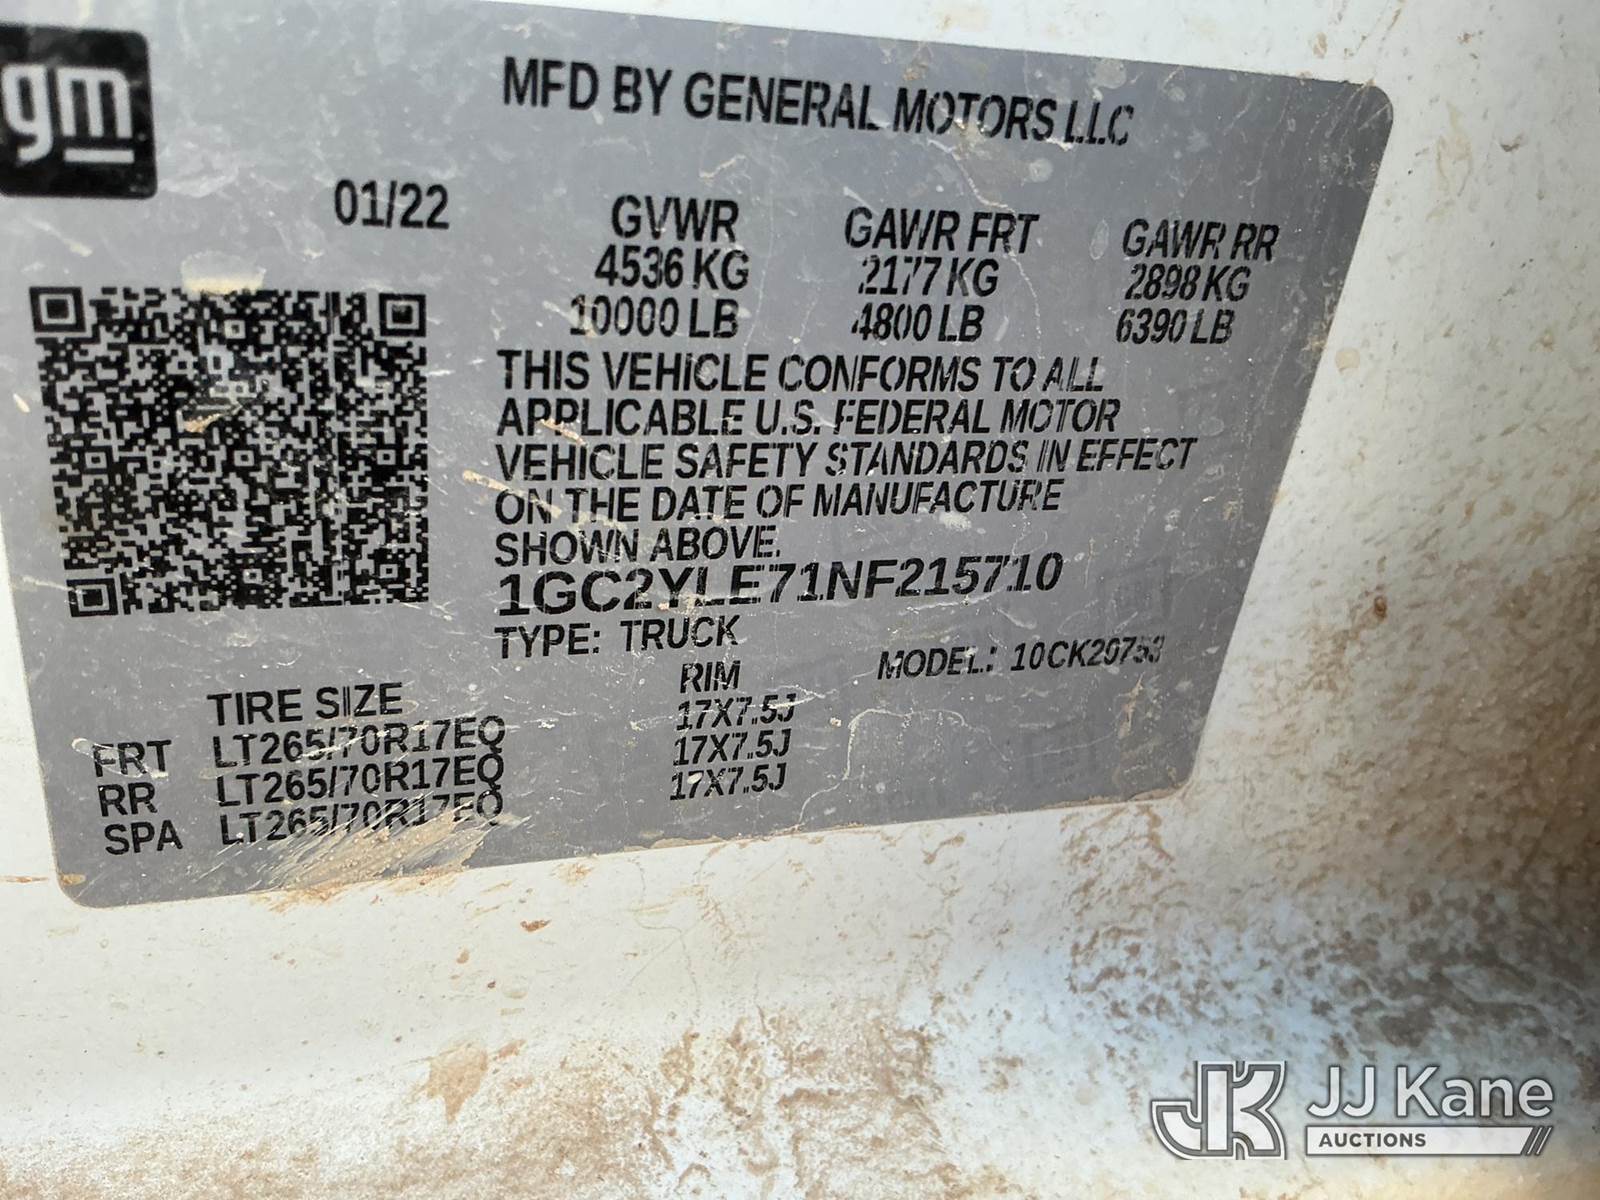 gm
MFD BY GENERAL MOTORS LLC
01/22
GVWR GAWR FRT GAWR RR
4536 KG 2177 KG 2898 KG
10000 LB 4800 LB 6390 LB
THIS VEHICLE CONFORMS TO ALL
APPLICABLE U.S. FEDERAL MOTOR
VEHICLE SAFETY STANDARDS IN EFFECT
ON THE DATE OF MANUFACTURE
SHOWN ABOVE.
1GC2YLE71NF215710
TYPE: TRUCK
MODEL: 10CK20753
TIRE SIZE RIM
FRT LT265/70R17EQ 17X7.5J
RR LT265/70R17EQ 17X7.5J
SPA LT265/70R17EQ 17X7.5J
JK JJ Kane
AUCTIONS